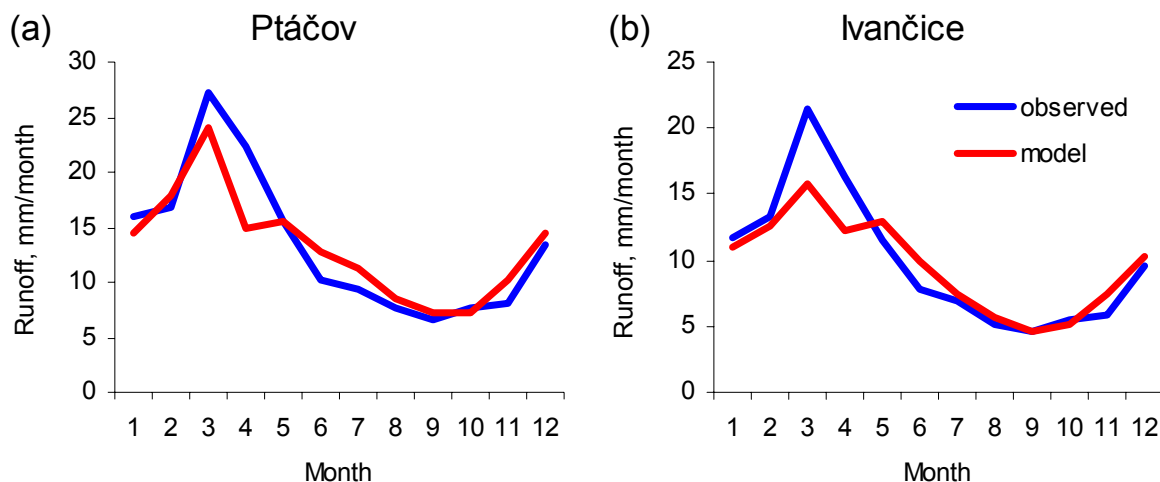 (a) Ptáčov
Runoff, mm/month
30
25
20
15
10
5
0
1 2 3 4 5 6 7 8 9 10 11 12
Month
(b) Ivančice
Runoff, mm/month
25
20
15
10
5
0
observed
model
1 2 3 4 5 6 7 8 9 10 11 12
Month